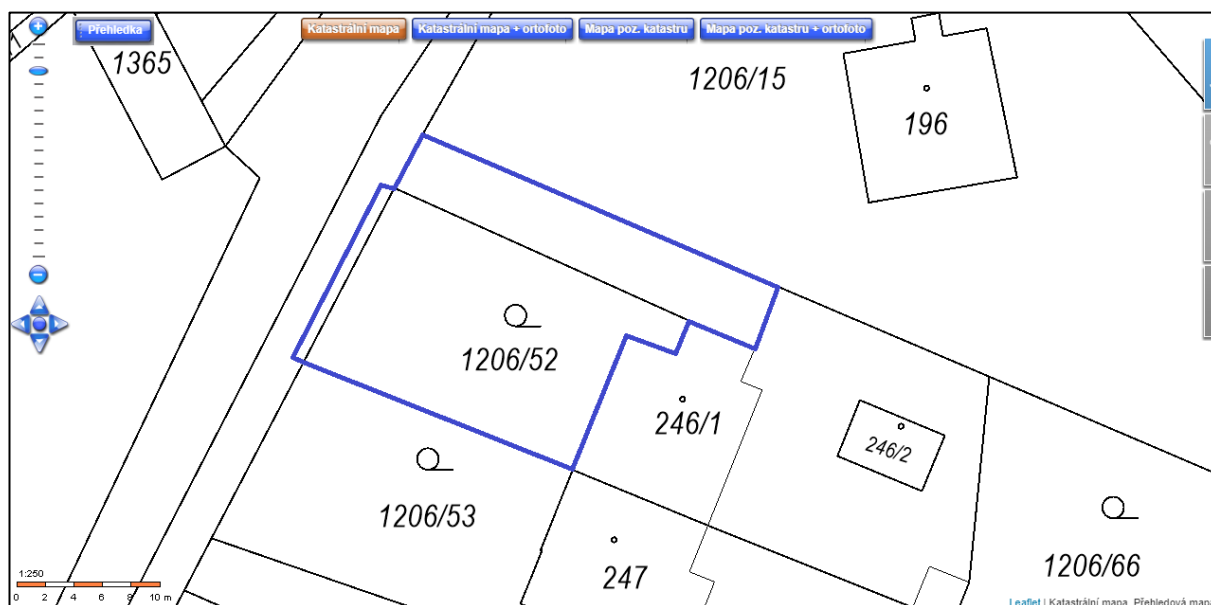 Přehledka
Katastrální mapa
Katastrální mapa + ortofoto
Mapa poz. katastru
Mapa poz. katastru + ortofoto
1365
1206/15
196
1206/52
246/1
246/2
1206/53
247
1206/66
1:250
0 2 4 6 8 10 m
Leaflet | Katastrální mapa, Přehledová mapa